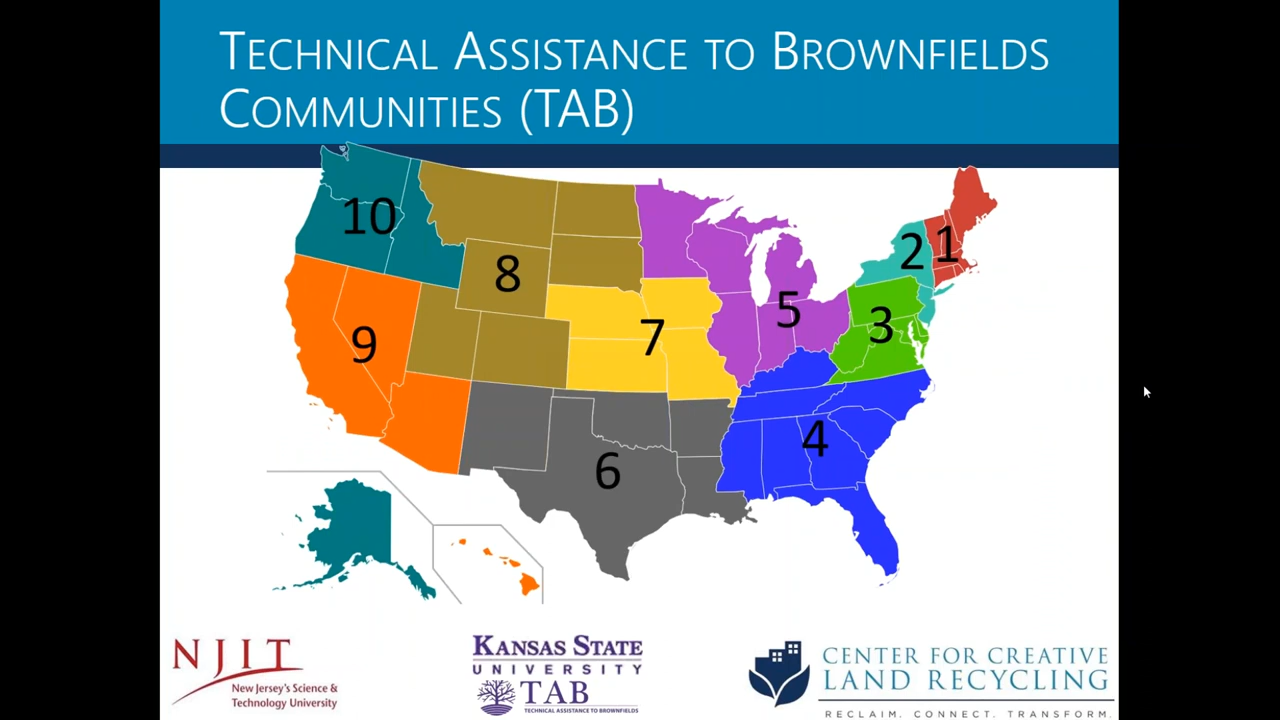 TECHNICAL ASSISTANCE TO BROWNFIELDS
COMMUNITIES (TAB)
10
8
9
7
6
5
4
3
2
1
NJIT
New Jersey's Science &
Technology University
KANSAS STATE
UNIVERSITY
TAB
TECHNICAL ASSISTANCE TO BROWNFIELDS
CENTER FOR CREATIVE
LAND RECYCLING
RECLAIM. CONNECT. TRANSFORM.